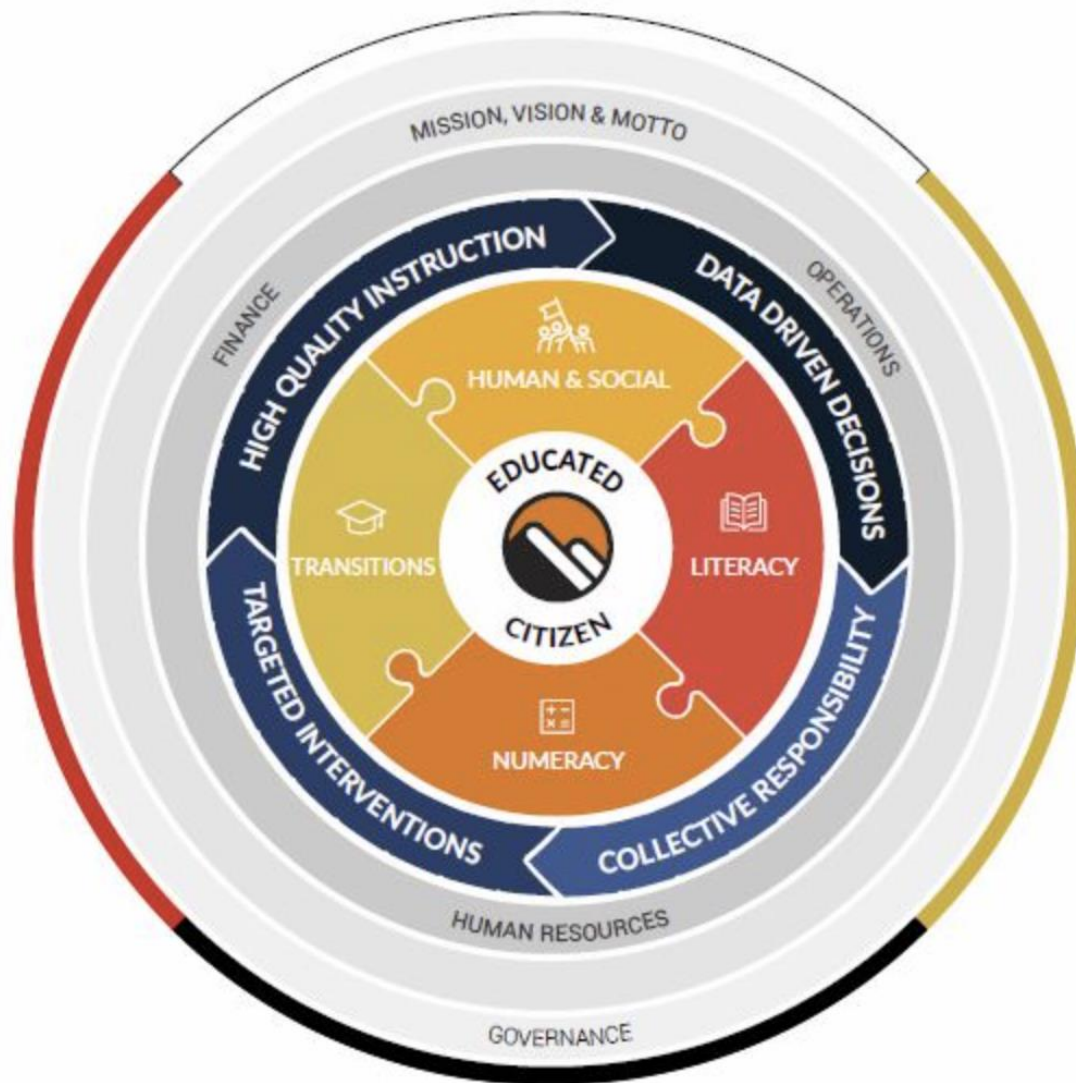 MISSION, VISION & MOTTO
FINANCE
OPERATIONS
HUMAN RESOURCES
GOVERNANCE
HIGH QUALITY INSTRUCTION
DATA DRIVEN DECISIONS
COLLECTIVE RESPONSIBILITY
TARGETED INTERVENTIONS
HUMAN & SOCIAL
LITERACY
NUMERACY
TRANSITIONS
EDUCATED
CITIZEN